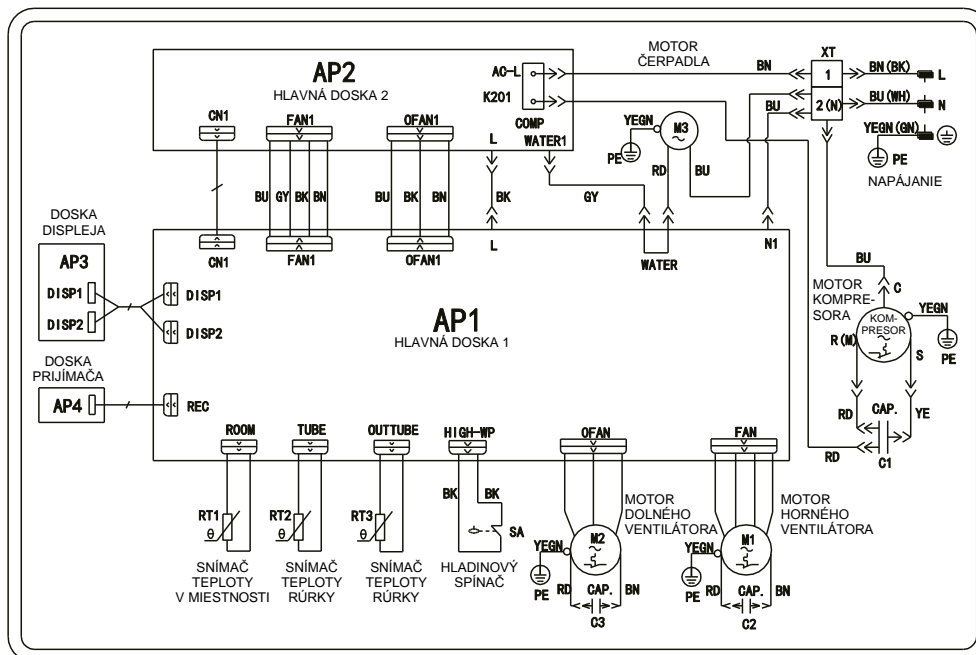 AP2
HLAVNÁ DOSKA 2
AC-L
K201
COMP
WATER1
CN1
FAN1
OFAN1
L
MOTOR
ČERPADLA
BN
XT
1
2(N)
BN(BK)
L
BU
BU(WH)
N
YEGN(GN)
PE
NAPÁJANIE
YEGN
M3
PE
RD
BU
BU
GY
BK
BN
BU
BK
BN
BK
GY
DOSKA
DISPLEJA
AP3
DISP1
DISP2
DISP1
DISP2
CN1
FAN1
OFAN1
L
WATER
N1
AP1
HLAVNÁ DOSKA 1
BU
C
MOTOR
KOMPRE-
SORA
KOM-
PRESOR
YEGN
PE
R(M)
S
RD
CAP.
YE
C1
RD
DOSKA
PRIJÍMAČA
AP4
REC
ROOM
TUBE
OUTTUBE
HIGH-WP
OFAN
FAN
RT1
θ
RT2
θ
RT3
θ
BK
BK
SA
SNÍMAČ
TEPLOTY
V MIESTNOSTI
SNÍMAČ
TEPLOTY
RÚRKY
SNÍMAČ
TEPLOTY
RÚRKY
HLADINOVÝ
SPÍNAČ
MOTOR
DOLNÉHO
VENTILÁTORA
M2
YEGN
PE
RD
CAP.
BN
C3
MOTOR
HORNÉHO
VENTILÁTORA
M1
YEGN
PE
RD
CAP.
BN
C2